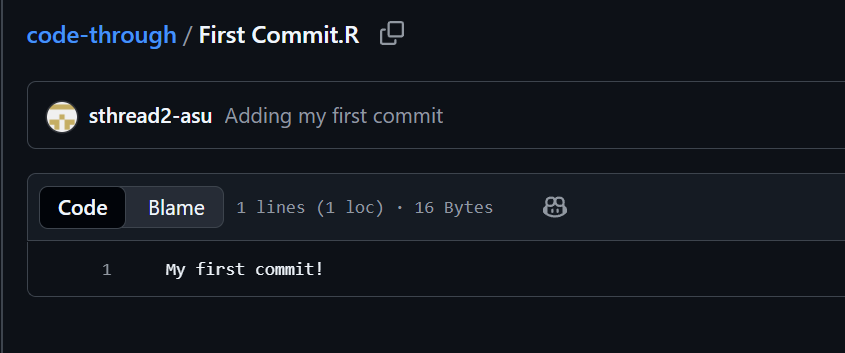 code-through / First Commit.R
sthread2-asu Adding my first commit
Code Blame 1 lines (1 loc) · 16 Bytes
1 My first commit!